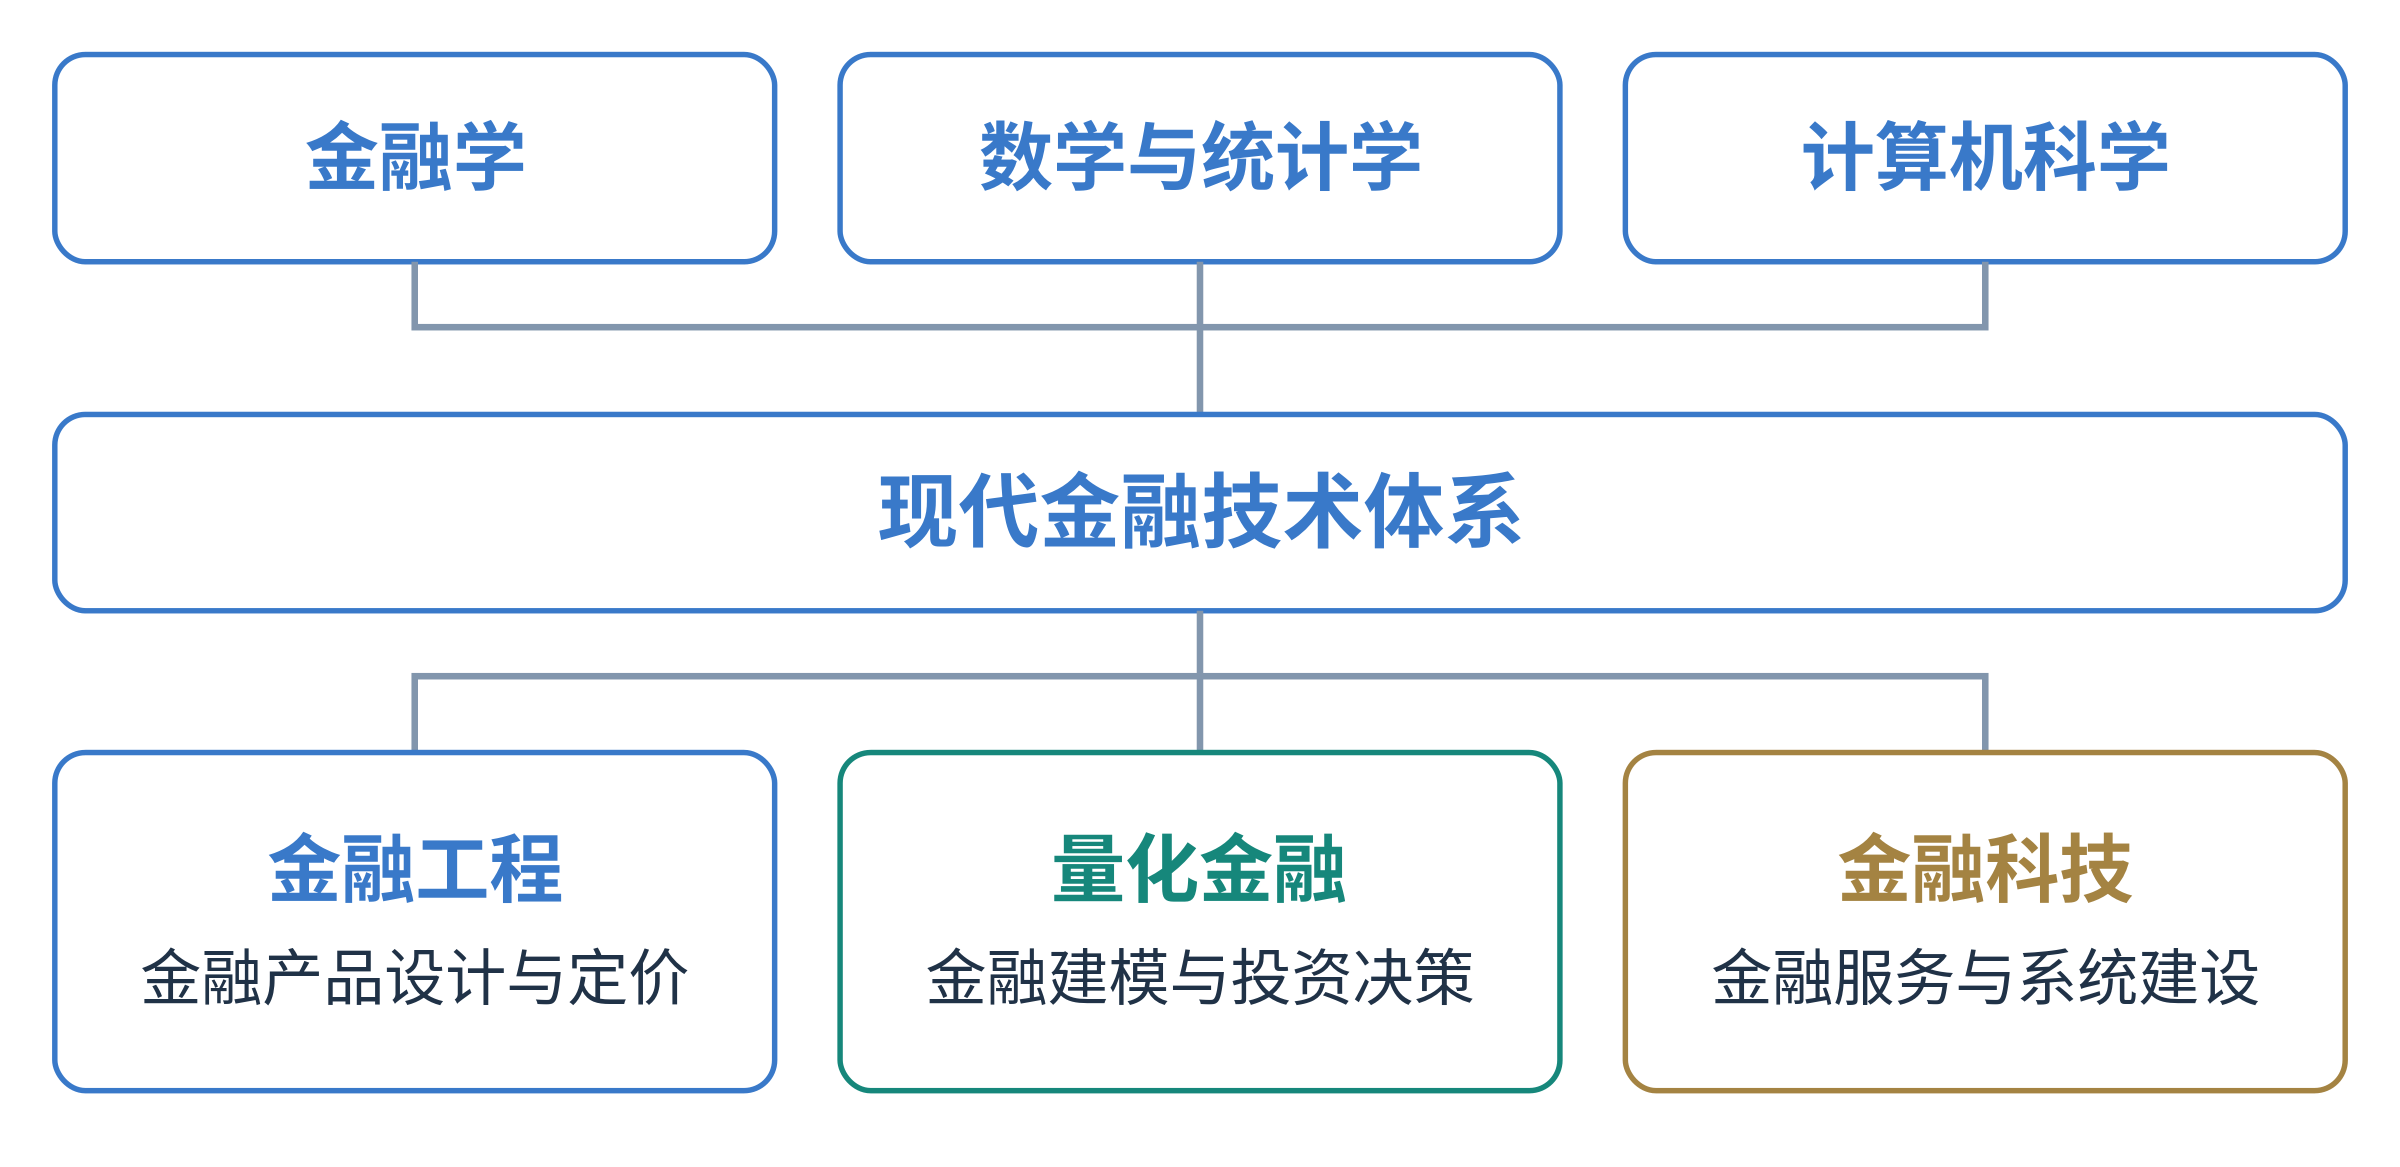 金融学
数学与统计学
计算机科学
现代金融技术体系
金融工程
金融产品设计与定价
量化金融
金融建模与投资决策
金融科技
金融服务与系统建设